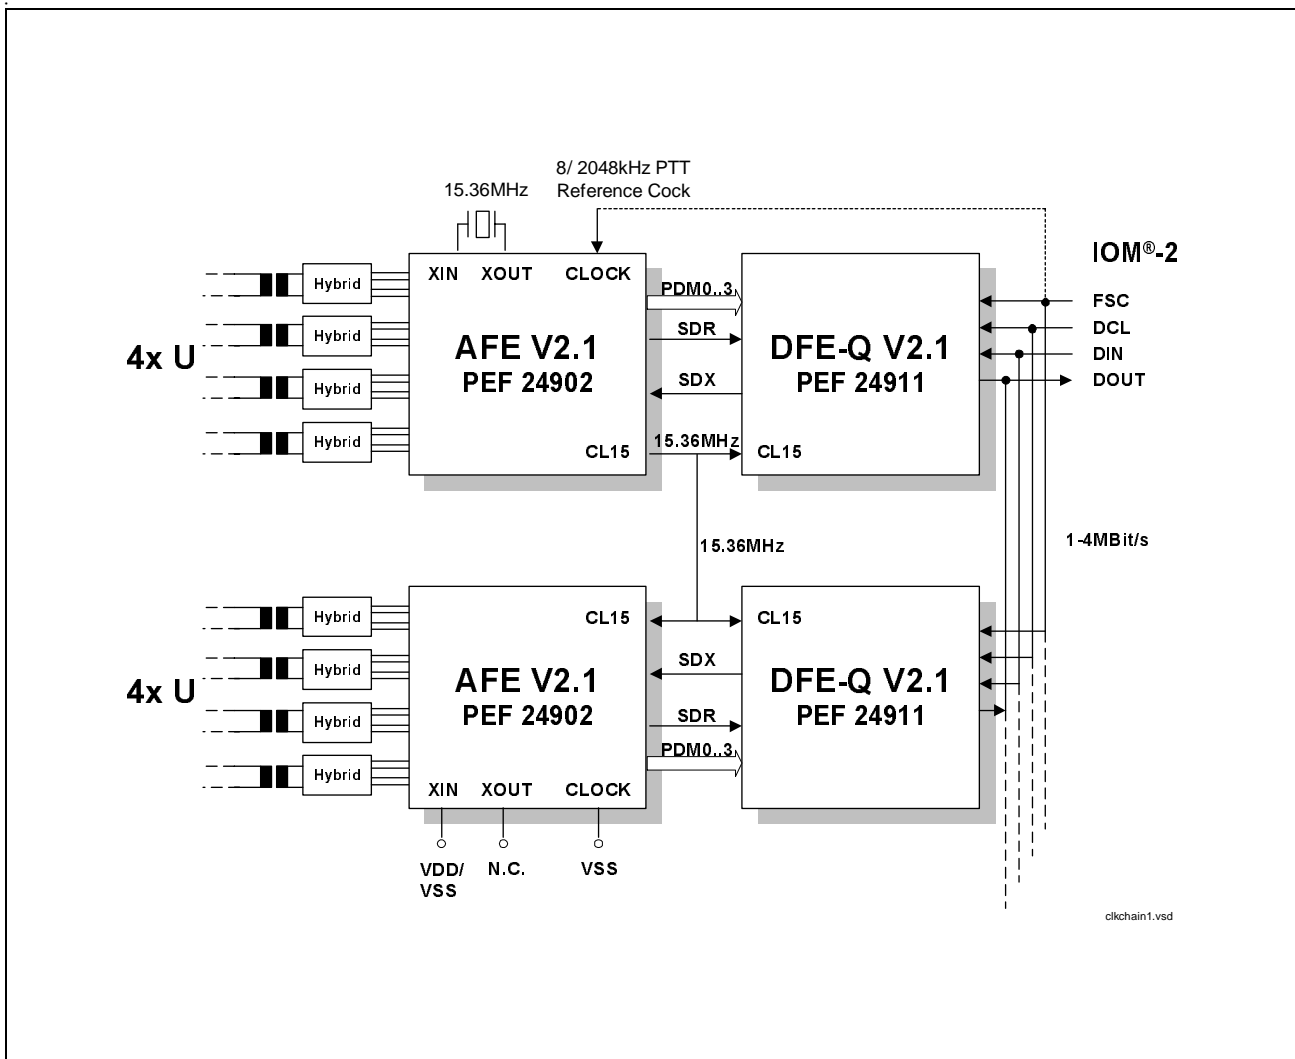 8/ 2048kHz PTT
Reference Cock
15.36MHz
IOM®-2
XIN
XOUT
CLOCK
Hybrid
PDM0..3
FSC
SDR
DCL
Hybrid
4x U
AFE V2.1
PEF 24902
DFE-Q V2.1
PEF 24911
DIN
SDX
DOUT
Hybrid
Hybrid
CL15
15.36MHz
CL15
15.36MHz
1-4MBit/s
Hybrid
CL15
CL15
Hybrid
SDX
4x U
AFE V2.1
PEF 24902
DFE-Q V2.1
PEF 24911
Hybrid
SDR
PDM0..3
Hybrid
XIN
XOUT
CLOCK
VDD/
VSS
N.C.
VSS
clkchain1.vsd